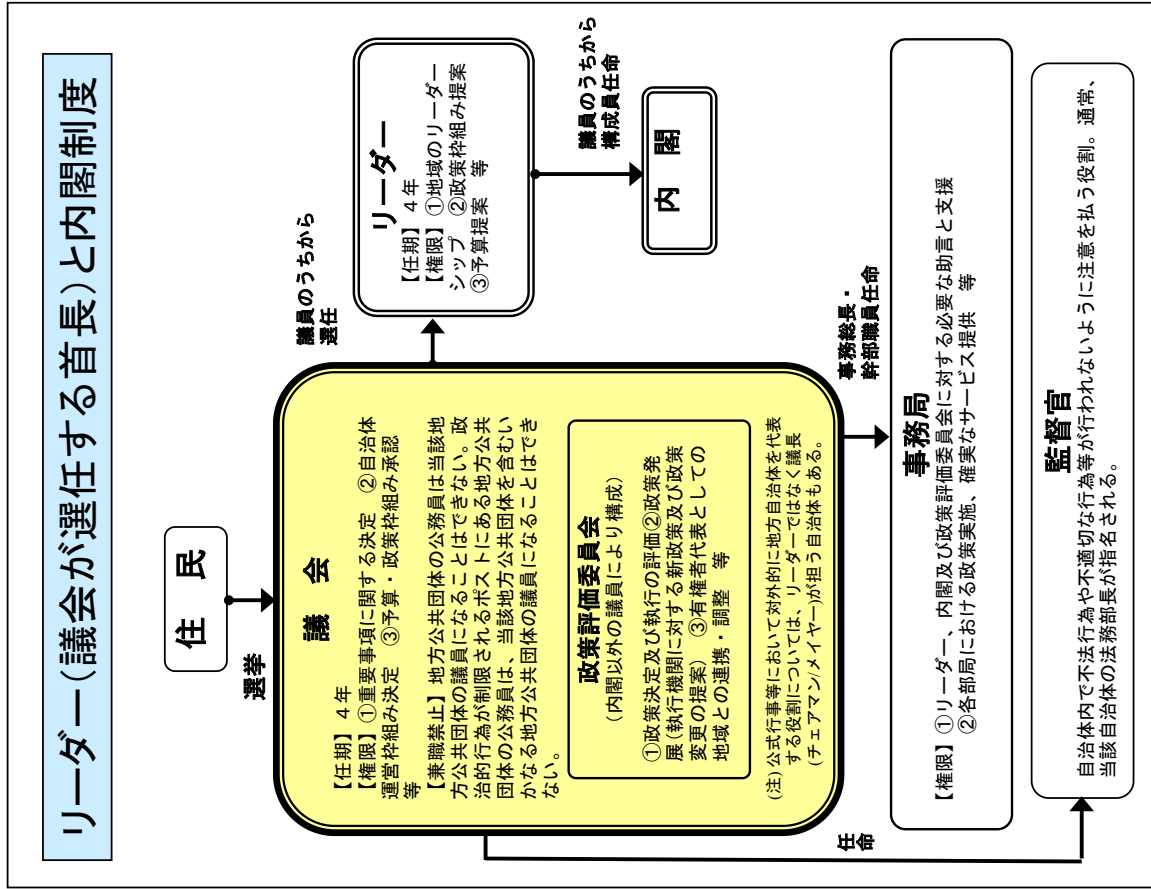 リーダー(議会が選任する首長)と内閣制度
住　民
選挙
議　会
【任期】 ４年
【権限】 ①重要事項に関する決定　②自治体
運営枠組み決定　③予算・政策枠組み承認
等
【兼職禁止】 地方公共団体の公務員は当該地
方公共団体の議員になることはできない。政
治的行為が制限されるポストにある地方公共
団体の公務員は、当該地方公共団体を含むい
かなる地方公共団体の議員になることはでき
ない。
政策評価委員会
(内閣以外の議員により構成)
①政策決定及び執行の評価②政策発
展(執行機関に対する新政策及び政策
変更の提案)　③有権者代表としての
地域との連携・調整　等
(注)公式行事等において対外的に地方自治体を代表
する役割については、リーダーではなく議長
(チェアマン/メイヤー)が担う自治体もある。
議員のうちから
選任
リーダー
【任期】 ４年
【権限】 ①地域のリーダー
シップ　②政策枠組み提案
③予算提案　等
議員のうちから
構成員任命
内　閣
事務総長・
幹部職員任命
事務局
【権限】 ①リーダー、内閣及び政策評価委員会に対する必要な助言と支援
②各部局における政策実施、確実なサービス提供　等
任命
監督官
自治体内で不法行為や不適切な行為等が行われないように注意を払う役割。通常、
当該自治体の法務部長が指名される。